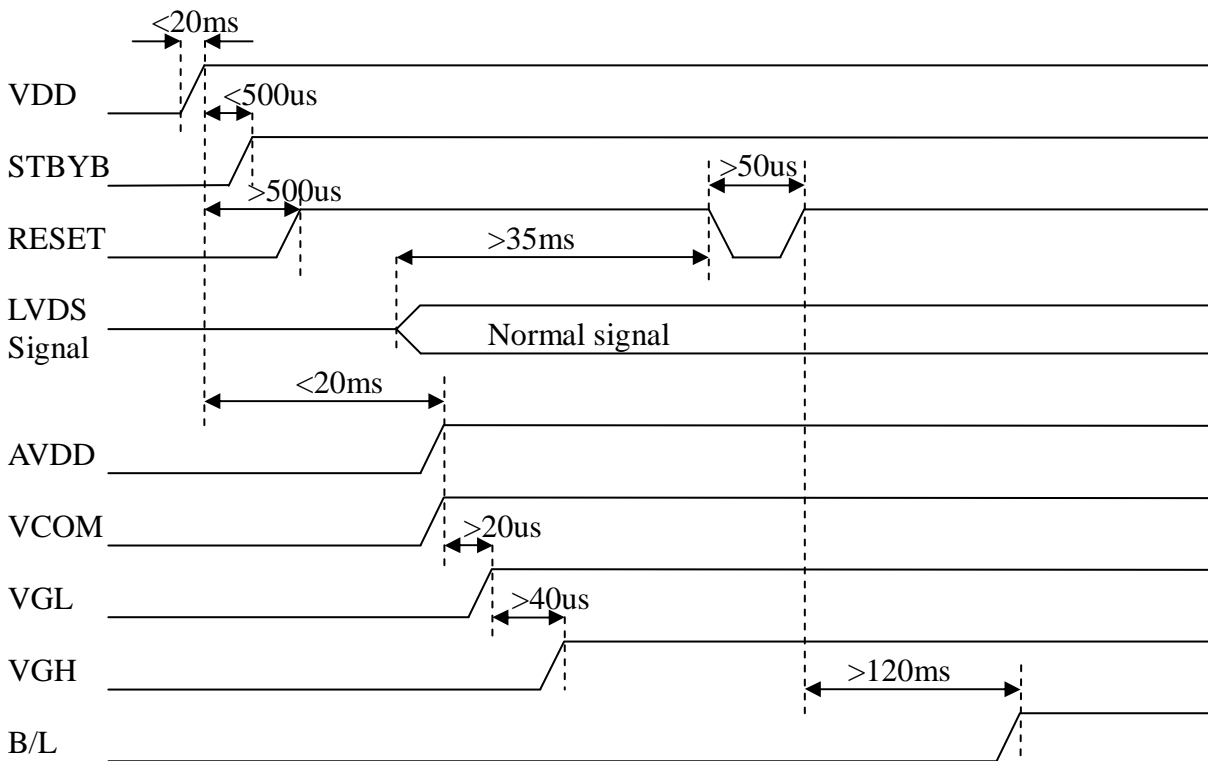 <20ms
VDD
<500us
STBYB
>500us
>50us
RESET
>35ms
LVDS
Signal
Normal signal
<20ms
AVDD
VCOM
>20us
VGL
>40us
VGH
>120ms
B/L